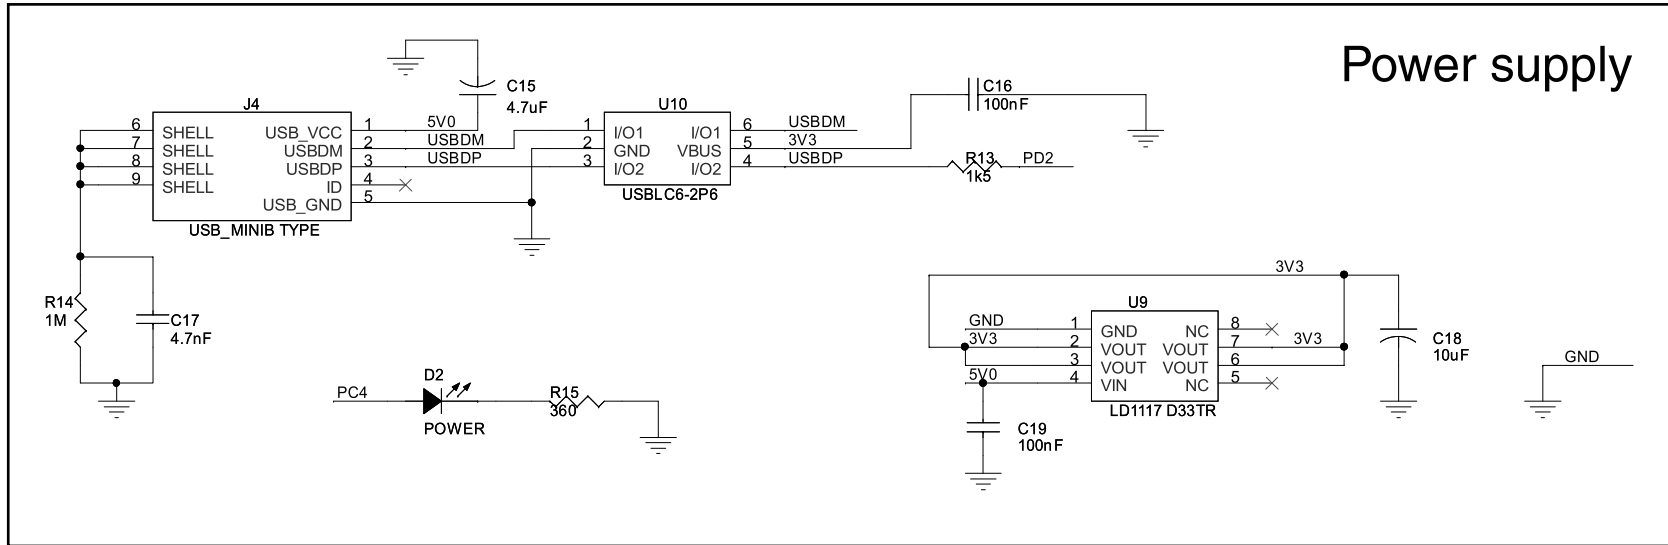 Power supply
C15
4.7uF
C16
100nF
J4
U10
6 SHELL USB_VCC 1 5V0
7 SHELL USBDM 2 USBDM
8 SHELL USBDP 3 USBDP
9 SHELL ID 4
USB_GND 5
USB_MINIB TYPE
1 I/O1 I/O1 6 USBDM
2 GND VBUS 5 3V3
3 I/O2 I/O2 4 USBDP
USBLC6-2P6
R13
1k5
PD2
R14
1M
C17
4.7nF
PC4
D2
POWER
R15
360
3V3
U9
GND 1 GND NC 8
3V3 2 VOUT VOUT 7 3V3
3 VOUT VOUT 6
5V0 4 VIN NC 5
LD1117 D33TR
C19
100nF
C18
10uF
GND